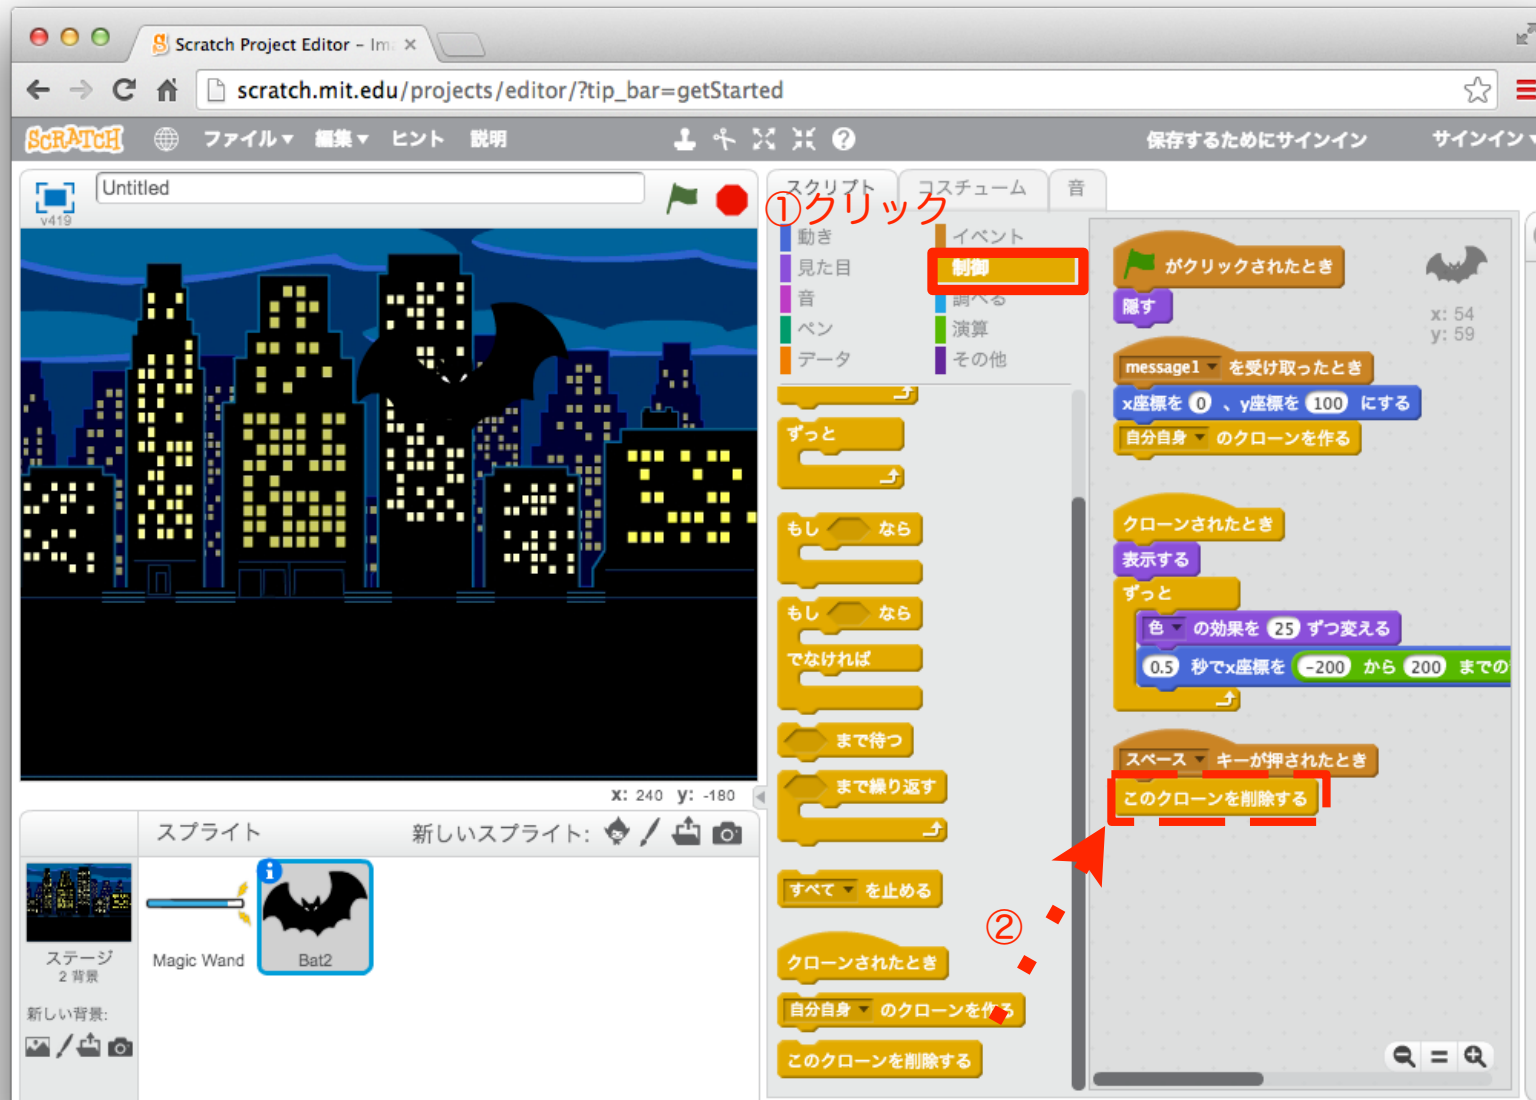 Scratch Project Editor – Im
scratch.mit.edu/projects/editor/?tip_bar=getStarted
SCRATCH
ファイル▼ 編集▼ ヒント 説明
保存するためにサインイン サインイン
v419
Untitled
スクリプト コスチューム 音
①クリック
動き イベント
見た目 制御
音 調べる
ペン 演算
データ その他
ずっと
もし なら
もし なら
でなければ
まで待つ
まで繰り返す
すべて▼ を止める
クローンされたとき
自分自身▼ のクローンを作る
このクローンを削除する
がクリックされたとき
隠す
x: 54
y: 59
message1▼ を受け取ったとき
x座標を 0 、y座標を 100 にする
自分自身▼ のクローンを作る
クローンされたとき
表示する
ずっと
色▼ の効果を 25 ずつ変える
0.5 秒でx座標を -200 から 200 までの
スペース▼ キーが押されたとき
このクローンを削除する
②
x: 240 y: -180
スプライト 新しいスプライト:
ステージ
2 背景
新しい背景:
Magic Wand
Bat2